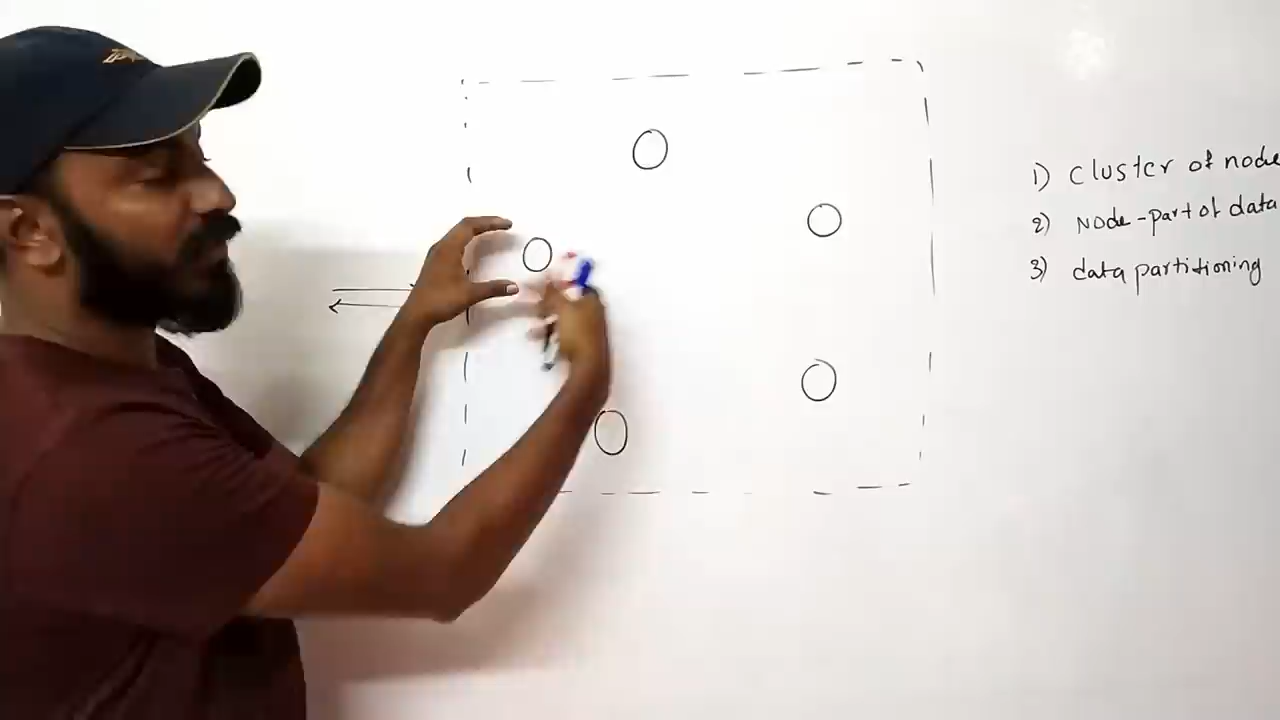 1) Cluster of node
2) Node-part of data
3) data partitioning